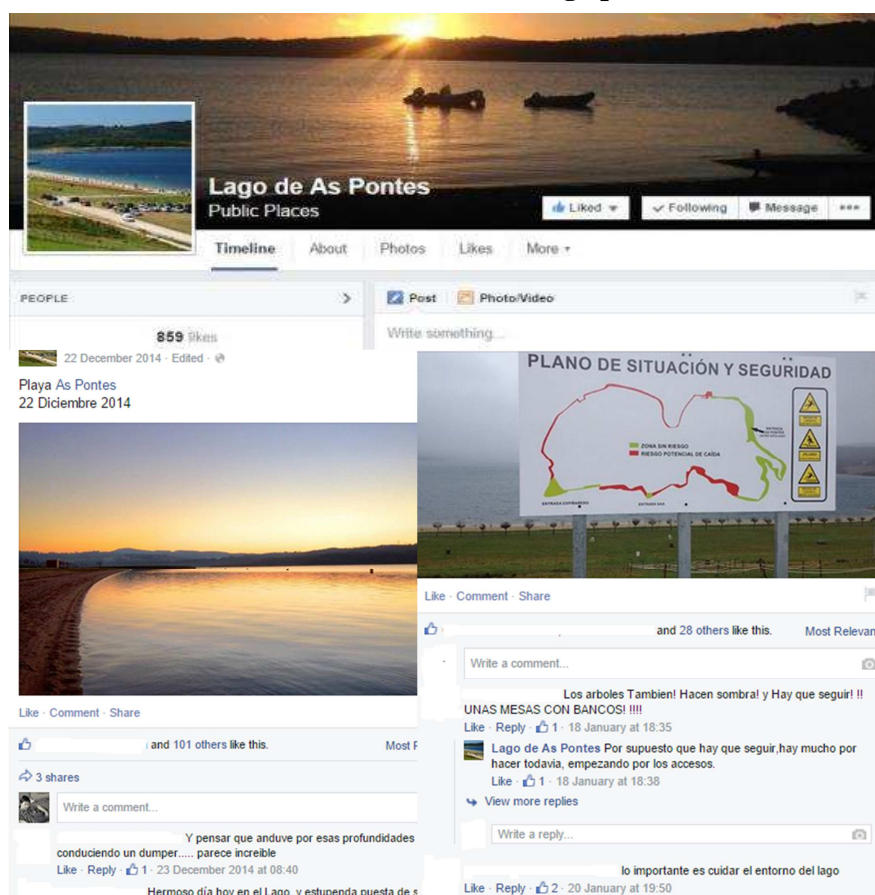 Lago de As Pontes
Public Places
Liked
Following
Message
Timeline
About
Photos
Likes
More
PEOPLE
859 likes
Post
Photo/Video
Write something...
22 December 2014 · Edited ·
Playa As Pontes
22 Diciembre 2014
Like · Comment · Share
and 101 others like this.
Most R
3 shares
Write a comment...
Y pensar que anduve por esas profundidades
conduciendo un dumper..... parece increible
Like · Reply · 1 · 23 December 2014 at 08:40
Hermoso día hoy en el Lago, y estupenda puesta de s
PLANO DE SITUACIÓN Y SEGURIDAD
ZONA SIN RIESGO
RIESGO POTENCIAL DE CAÍDA
Like · Comment · Share
and 28 others like this.
Most Relevan
Write a comment...
Los arboles Tambien! Hacen sombra! y Hay que seguir! !!
UNAS MESAS CON BANCOS! !!!!
Like · Reply · 1 · 18 January at 18:35
Lago de As Pontes Por supuesto que hay que seguir,hay mucho por
hacer todavia, empezando por los accesos.
Like · 1 · 18 January at 18:38
View more replies
Write a reply...
lo importante es cuidar el entorno del lago
Like · Reply · 2 · 20 January at 19:50